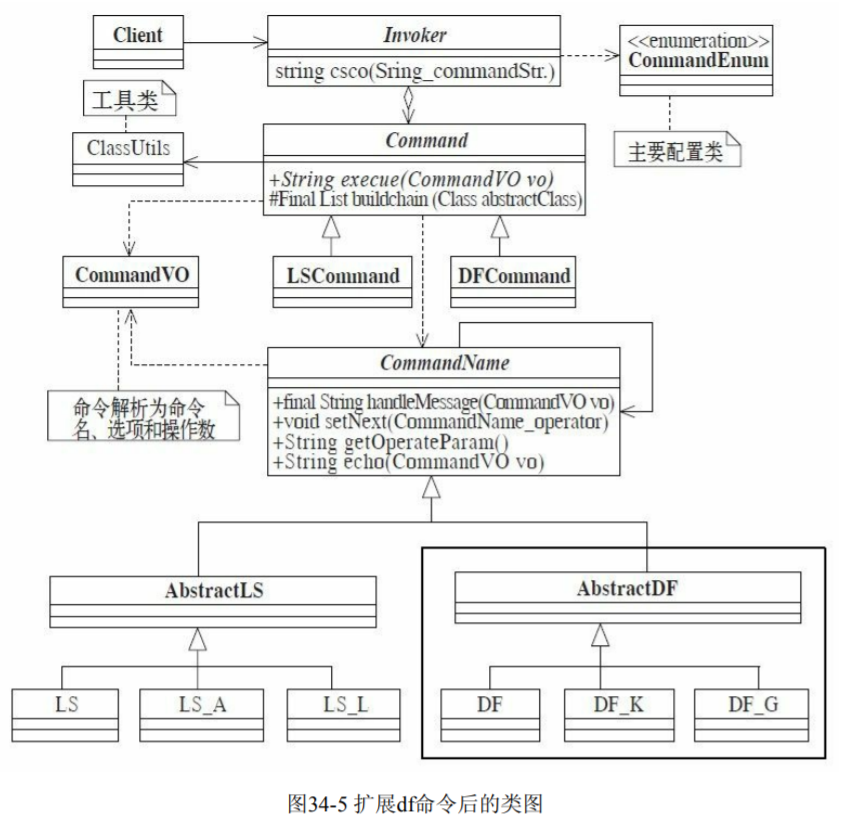 Client
Invoker
string csco(Sring_commandStr.)
<<enumeration>>
CommandEnum
工具类
ClassUtils
Command
+String execue(CommandVO vo)
#Final List buildchain (Class abstractClass)
主要配置类
CommandVO
LSCommand
DFCommand
命令解析为命令
名、选项和操作数
CommandName
+final String handleMessage(CommandVO vo)
+void setNext(CommandName_operator)
+String getOperateParam()
+String echo(CommandVO vo)
AbstractLS
AbstractDF
LS
LS_A
LS_L
DF
DF_K
DF_G
图34-5 扩展df命令后的类图